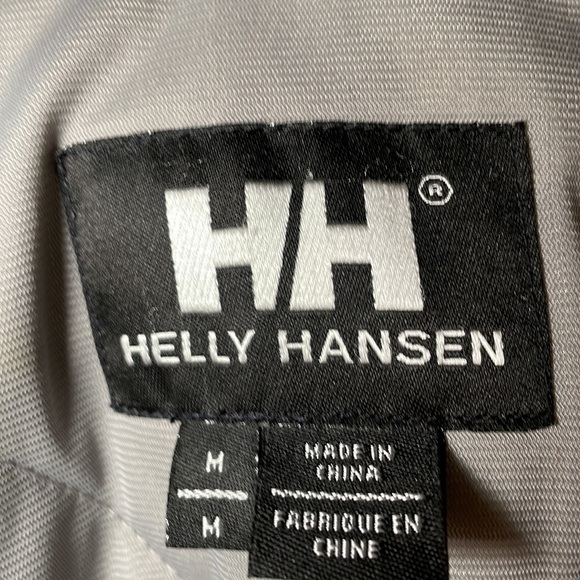 HH®
HELLY HANSEN
M
M
MADE IN
CHINA
FABRIQUE EN
CHINE